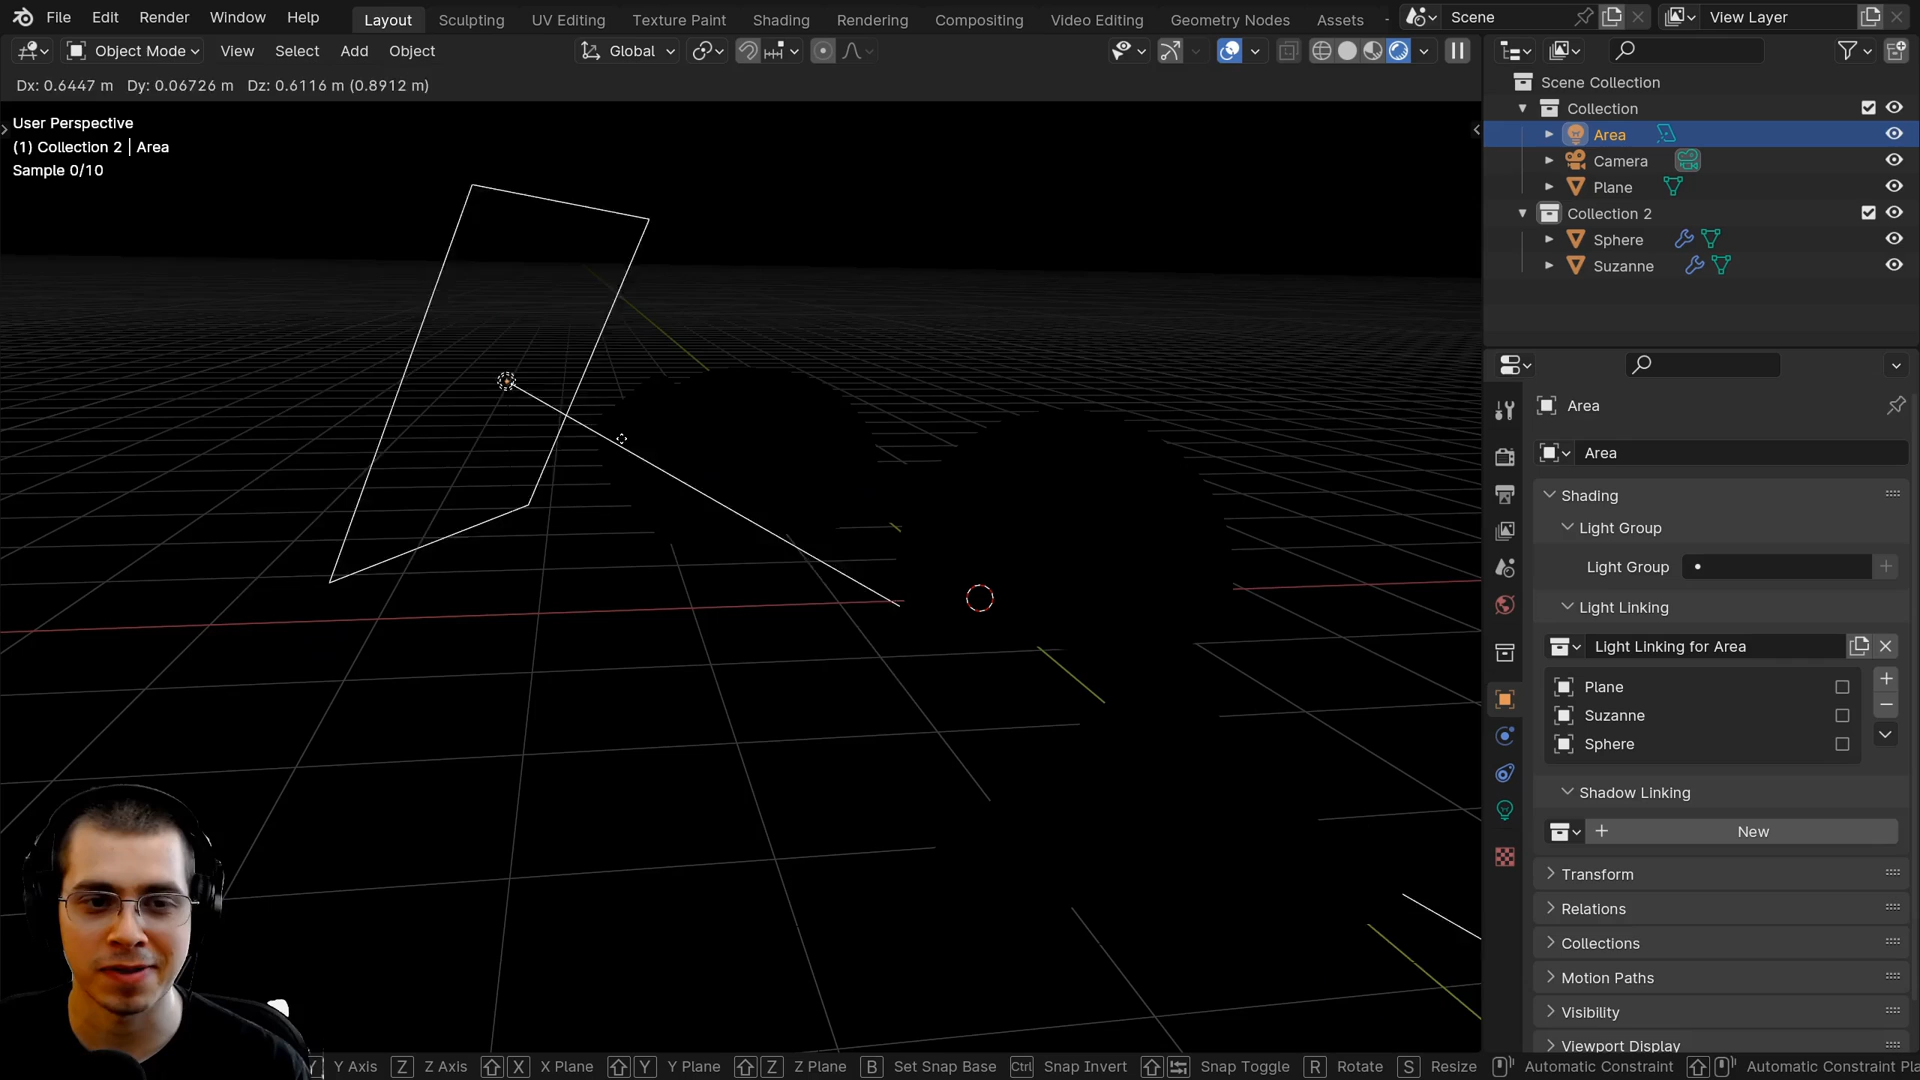 File Edit Render Window Help Layout Sculpting UV Editing Texture Paint Shading Rendering Compositing Video Editing Geometry Nodes Assets Scene View Layer
Object Mode View Select Add Object Global
Dx: 0.6447 m Dy: 0.06726 m Dz: 0.6116 m (0.8912 m)
User Perspective
(1) Collection 2 | Area
Sample 0/10
Scene Collection
Collection
Area
Camera
Plane
Collection 2
Sphere
Suzanne
Area
Area
Shading
Light Group
Light Group
Light Linking
Light Linking for Area
Plane
Suzanne
Sphere
Shadow Linking
New
Transform
Relations
Collections
Motion Paths
Visibility
Viewport Display
Y Y Axis Z Z Axis X X Plane Y Y Plane Z Z Plane B Set Snap Base Ctrl Snap Invert Snap Toggle R Rotate S Resize Automatic Constraint Automatic Constraint Pla